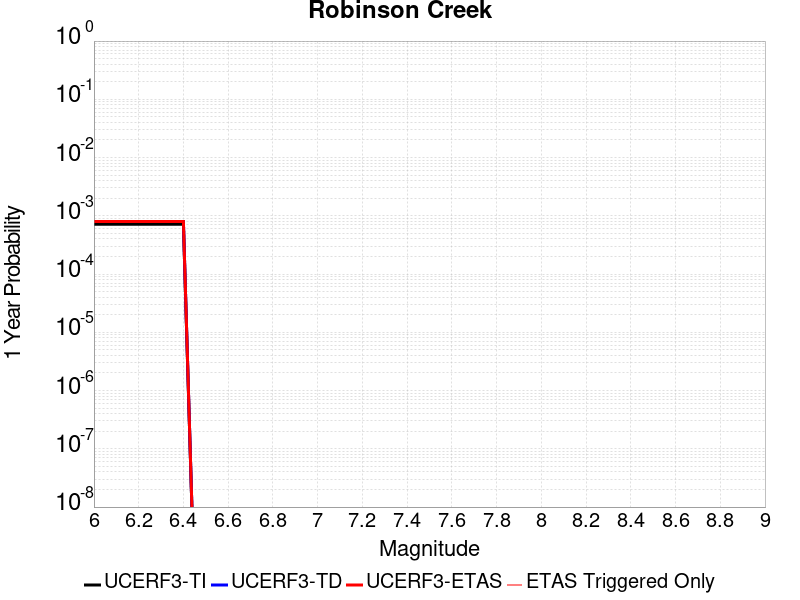 Robinson Creek
10^0
10^-1
10^-2
10^-3
10^-4
10^-5
10^-6
10^-7
10^-8
1 Year Probability
6 6.2 6.4 6.6 6.8 7 7.2 7.4 7.6 7.8 8 8.2 8.4 8.6 8.8 9
Magnitude
UCERF3-TI UCERF3-TD UCERF3-ETAS ETAS Triggered Only